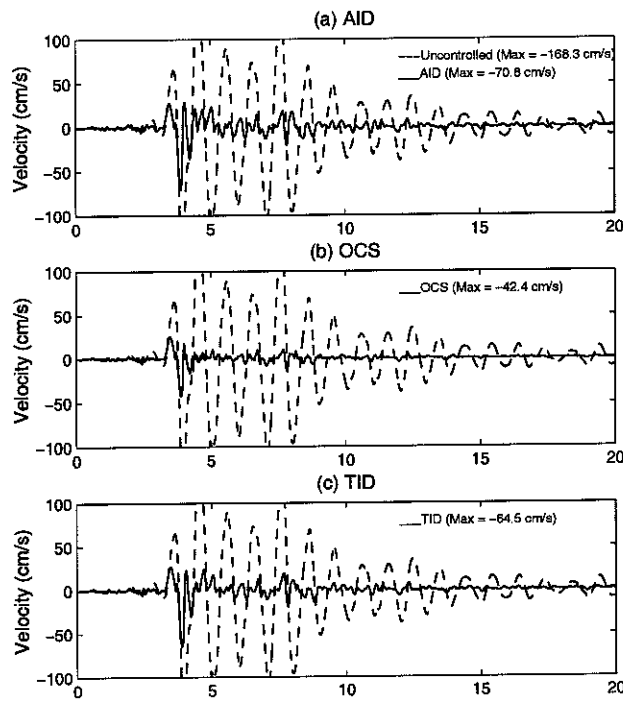 (a) AID
100
50
0
−50
−100
Velocity (cm/s)
Uncontrolled (Max = −168.3 cm/s)
AID (Max = −70.8 cm/s)
0 5 10 15 20
(b) OCS
100
50
0
−50
−100
Velocity (cm/s)
OCS (Max = −42.4 cm/s)
0 5 10 15 20
(c) TID
100
50
0
−50
−100
Velocity (cm/s)
TID (Max = −64.5 cm/s)
0 5 10 15 20